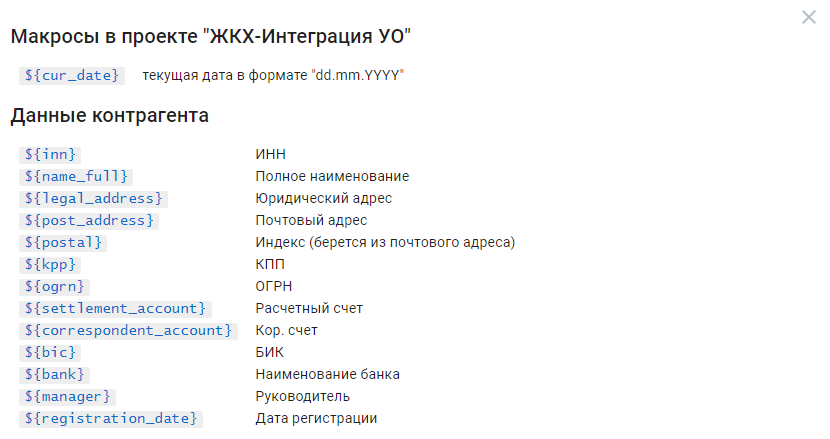 Макросы в проекте "ЖКХ-Интеграция УО"
${cur_date} текущая дата в формате "dd.mm.YYYY"
Данные контрагента
${inn} ИНН
${name_full} Полное наименование
${legal_address} Юридический адрес
${post_address} Почтовый адрес
${postal} Индекс (берется из почтового адреса)
${kpp} КПП
${ogrn} ОГРН
${settlement_account} Расчетный счет
${correspondent_account} Кор. счет
${bic} БИК
${bank} Наименование банка
${manager} Руководитель
${registration_date} Дата регистрации